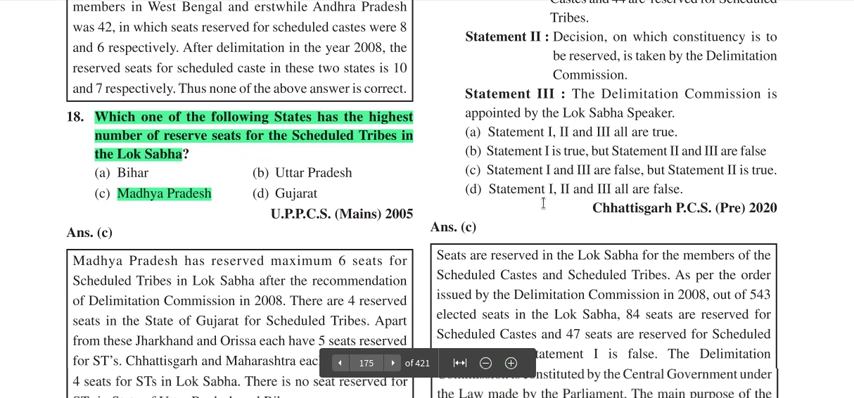 members in West Bengal and erstwhile Andhra Pradesh
was 42, in which seats reserved for scheduled castes were 8
and 6 respectively. After delimitation in the year 2008, the
reserved seats for scheduled caste in these two states is 10
and 7 respectively. Thus none of the above answer is correct.
18. Which one of the following States has the highest
number of reserve seats for the Scheduled Tribes in
the Lok Sabha?
(a) Bihar (b) Uttar Pradesh
(c) Madhya Pradesh (d) Gujarat
U.P.P.C.S. (Mains) 2005
Ans. (c)
Madhya Pradesh has reserved maximum 6 seats for
Scheduled Tribes in Lok Sabha after the recommendation
of Delimitation Commission in 2008. There are 4 reserved
seats in the State of Gujarat for Scheduled Tribes. Apart
from these Jharkhand and Orissa each have 5 seats reserved
for ST's. Chhattisgarh and Maharashtra eac
4 seats for STs in Lok Sabha. There is no seat reserved for
Tribes.
Statement II : Decision, on which constituency is to
be reserved, is taken by the Delimitation
Commission.
Statement III : The Delimitation Commission is
appointed by the Lok Sabha Speaker.
(a) Statement I, II and III all are true.
(b) Statement I is true, but Statement II and III are false
(c) Statement I and III are false, but Statement II is true.
(d) Statement I, II and III all are false.
Chhattisgarh P.C.S. (Pre) 2020
Ans. (c)
Seats are reserved in the Lok Sabha for the members of the
Scheduled Castes and Scheduled Tribes. As per the order
issued by the Delimitation Commission in 2008, out of 543
elected seats in the Lok Sabha, 84 seats are reserved for
Scheduled Castes and 47 seats are reserved for Scheduled
tatement I is false. The Delimitation
nstituted by the Central Government under
the Law made by the Parliament. The main purpose of the
175 of 421